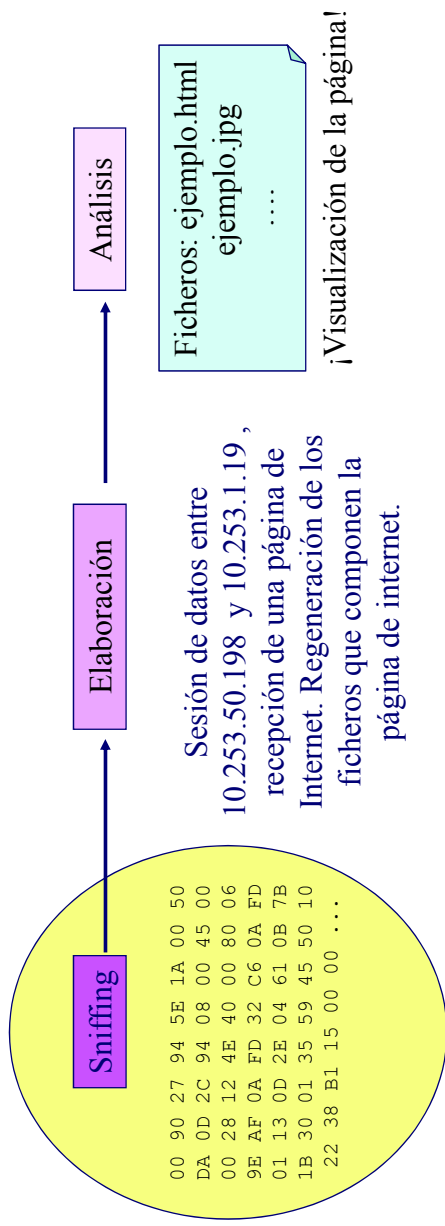 Sniffing
00 90 27 94 5E 1A 00 50
DA 0D 2C 94 08 00 45 00
00 28 12 4E 40 00 80 06
9E AF 0A FD 32 C6 0A FD
01 13 0D 2E 04 61 0B 7B
1B 30 01 35 59 45 50 10
22 38 B1 15 00 00 ...
Elaboración
Sesión de datos entre
10.253.50.198 y 10.253.1.19 ,
recepción de una página de
Internet. Regeneración de los
ficheros que componen la
página de internet.
Análisis
Ficheros: ejemplo.html
ejemplo.jpg
....
¡Visualización de la página!